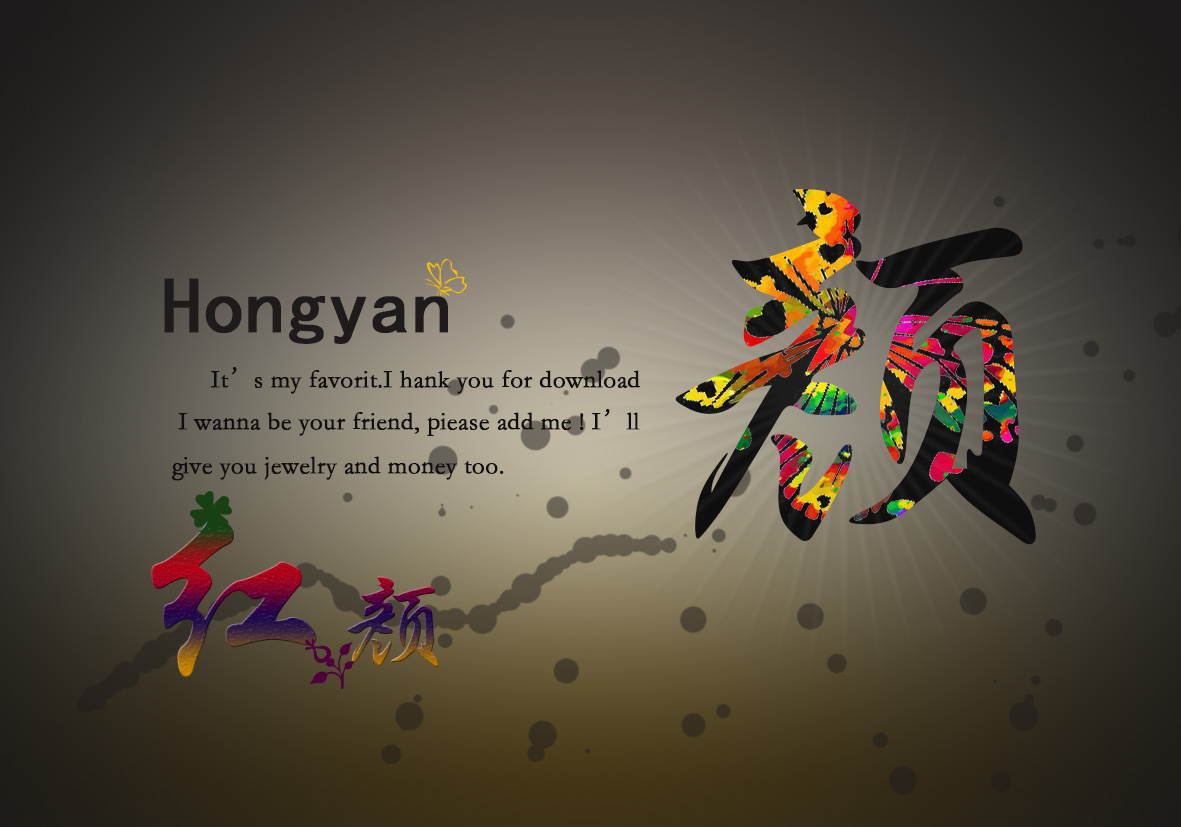 Hongyan
It’s my favorit.I hank you for download
I wanna be your friend, piease add me ! I’ll
give you jewelry and money too.
红颜
颜